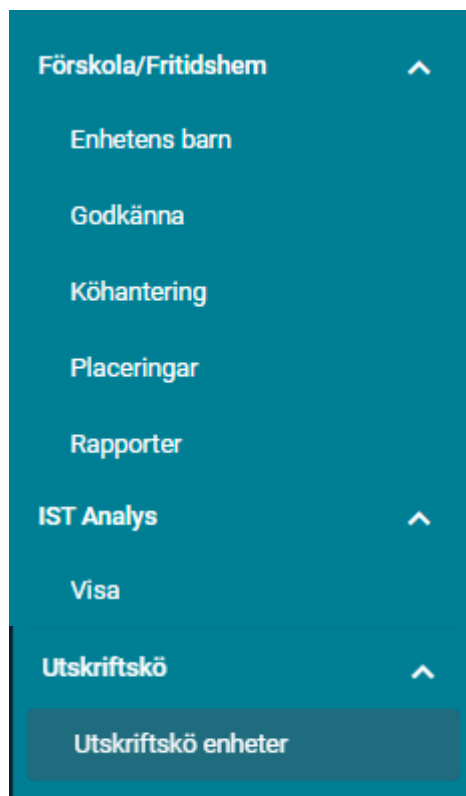 Förskola/Fritidshem
Enhetens barn
Godkänna
Köhantering
Placeringar
Rapporter
IST Analys
Visa
Utskriftskö
Utskriftskö enheter